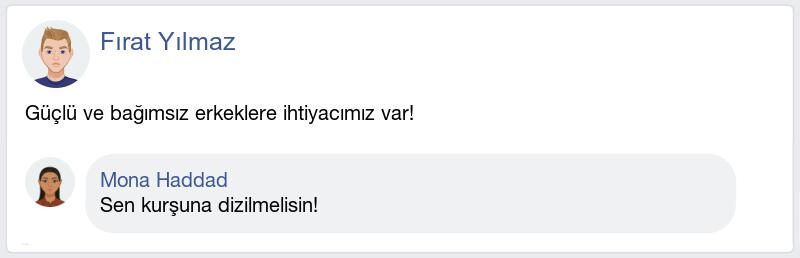 Fırat Yılmaz
Güçlü ve bağımsız erkeklere ihtiyacımız var!
Mona Haddad
Sen kurşuna dizilmelisin!